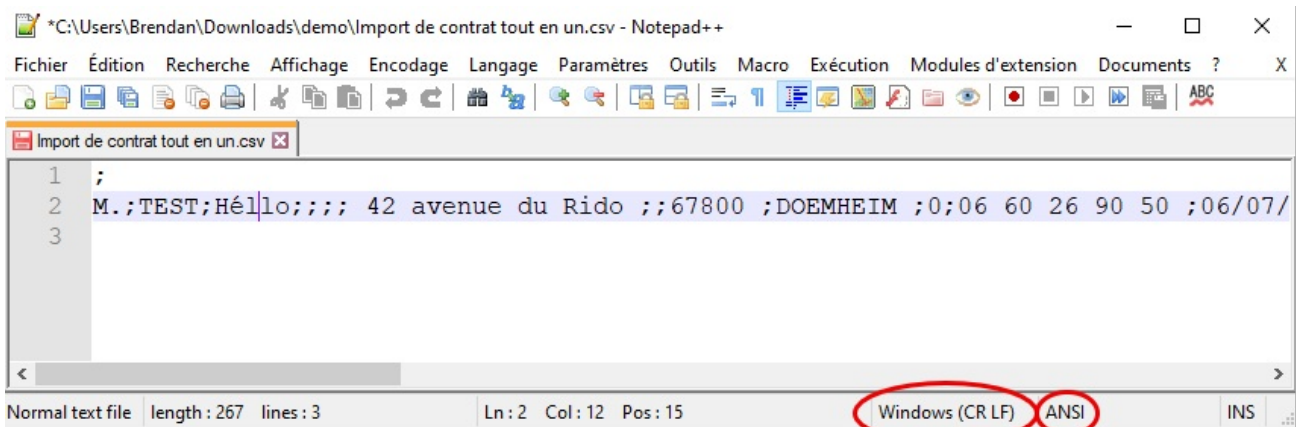 *C:\Users\Brendan\Downloads\demo\Import de contrat tout en un.csv - Notepad++
Fichier Édition Recherche Affichage Encodage Langage Paramètres Outils Macro Exécution Modules d'extension Documents ? X
ABC
Import de contrat tout en un.csv
1 ;
2 M.;TEST;Héllo;;;; 42 avenue du Rido ;;67800 ;DOEMHEIM ;0;06 60 26 90 50 ;06/07/
3
Normal text file length : 267 lines : 3 Ln : 2 Col : 12 Pos : 15 Windows (CR LF) ANSI INS